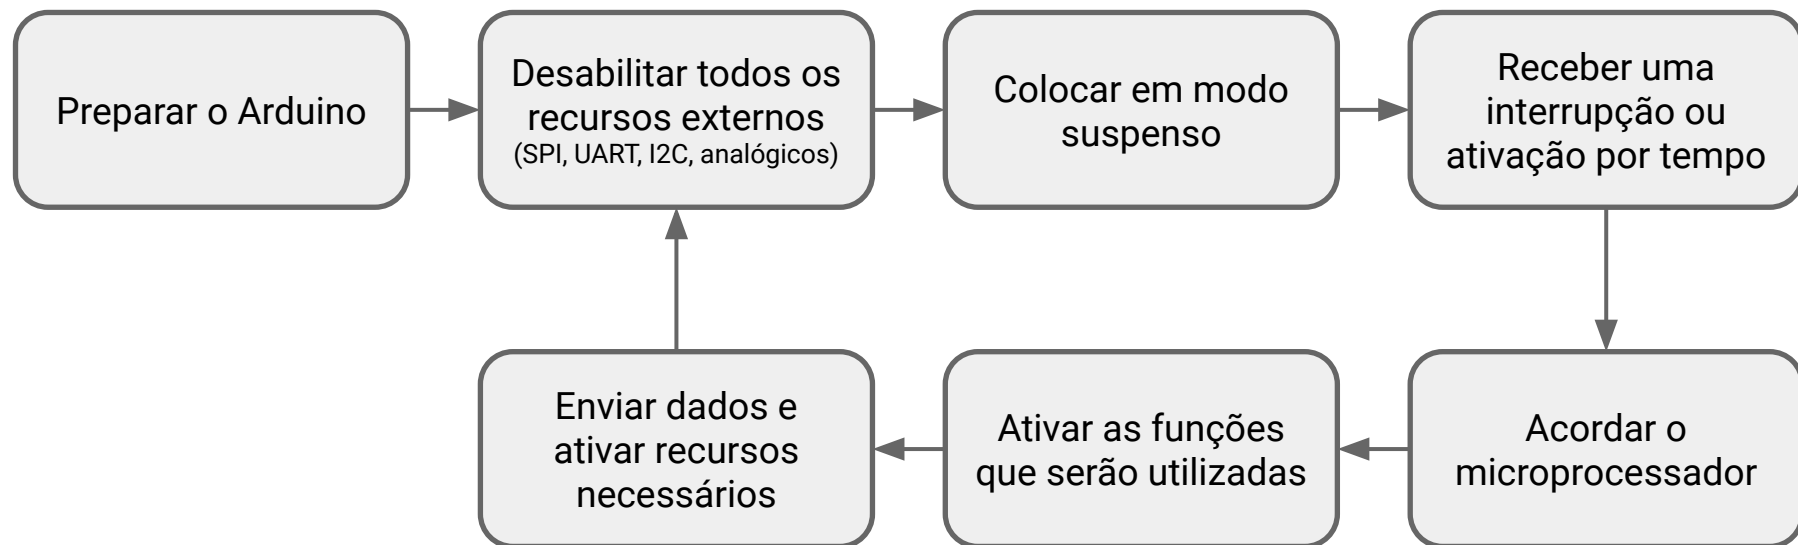 Preparar o Arduino
Desabilitar todos os
recursos externos
(SPI, UART, I2C, analógicos)
Colocar em modo
suspenso
Receber uma
interrupção ou
ativação por tempo
Acordar o
microprocessador
Ativar as funções
que serão utilizadas
Enviar dados e
ativar recursos
necessários